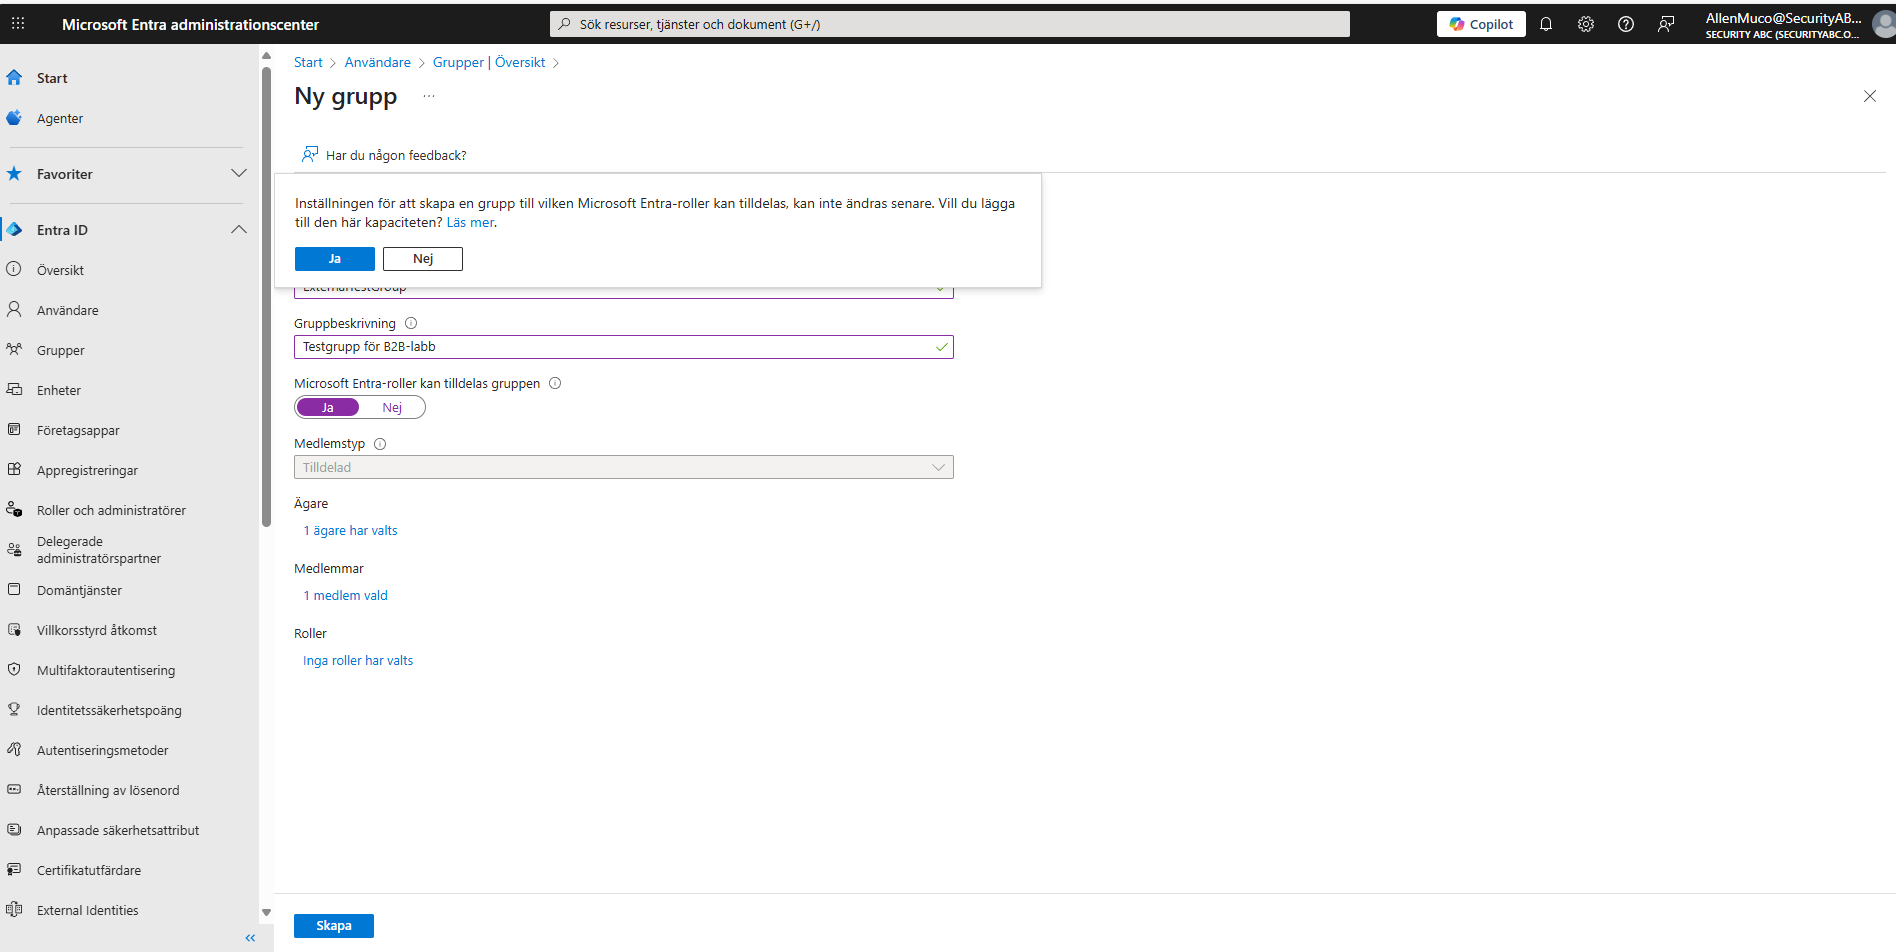 Microsoft Entra administrationscenter
Sök resurser, tjänster och dokument (G+/)
Copilot
AllenMuco@SecurityAB...
SECURITY ABC (SECURITYABC.O...
Start
Agenter
Favoriter
Entra ID
Översikt
Användare
Grupper
Enheter
Företagsappar
Appregistreringar
Roller och administratörer
Delegerade
administratörspartner
Domäntjänster
Villkorsstyrd åtkomst
Multifaktorautentisering
Identitetssäkerhetspoäng
Autentiseringsmetoder
Återställning av lösenord
Anpassade säkerhetsattribut
Certifikatutfärdare
External Identities
Start > Användare > Grupper | Översikt >
Ny grupp ...
Har du någon feedback?
Inställningen för att skapa en grupp till vilken Microsoft Entra-roller kan tilldelas, kan inte ändras senare. Vill du lägga
till den här kapaciteten? Läs mer.
Ja Nej
ExternalTestGroup
Gruppbeskrivning
Testgrupp för B2B-labb
Microsoft Entra-roller kan tilldelas gruppen
Ja Nej
Medlemstyp
Tilldelad
Ägare
1 ägare har valts
Medlemmar
1 medlem vald
Roller
Inga roller har valts
Skapa